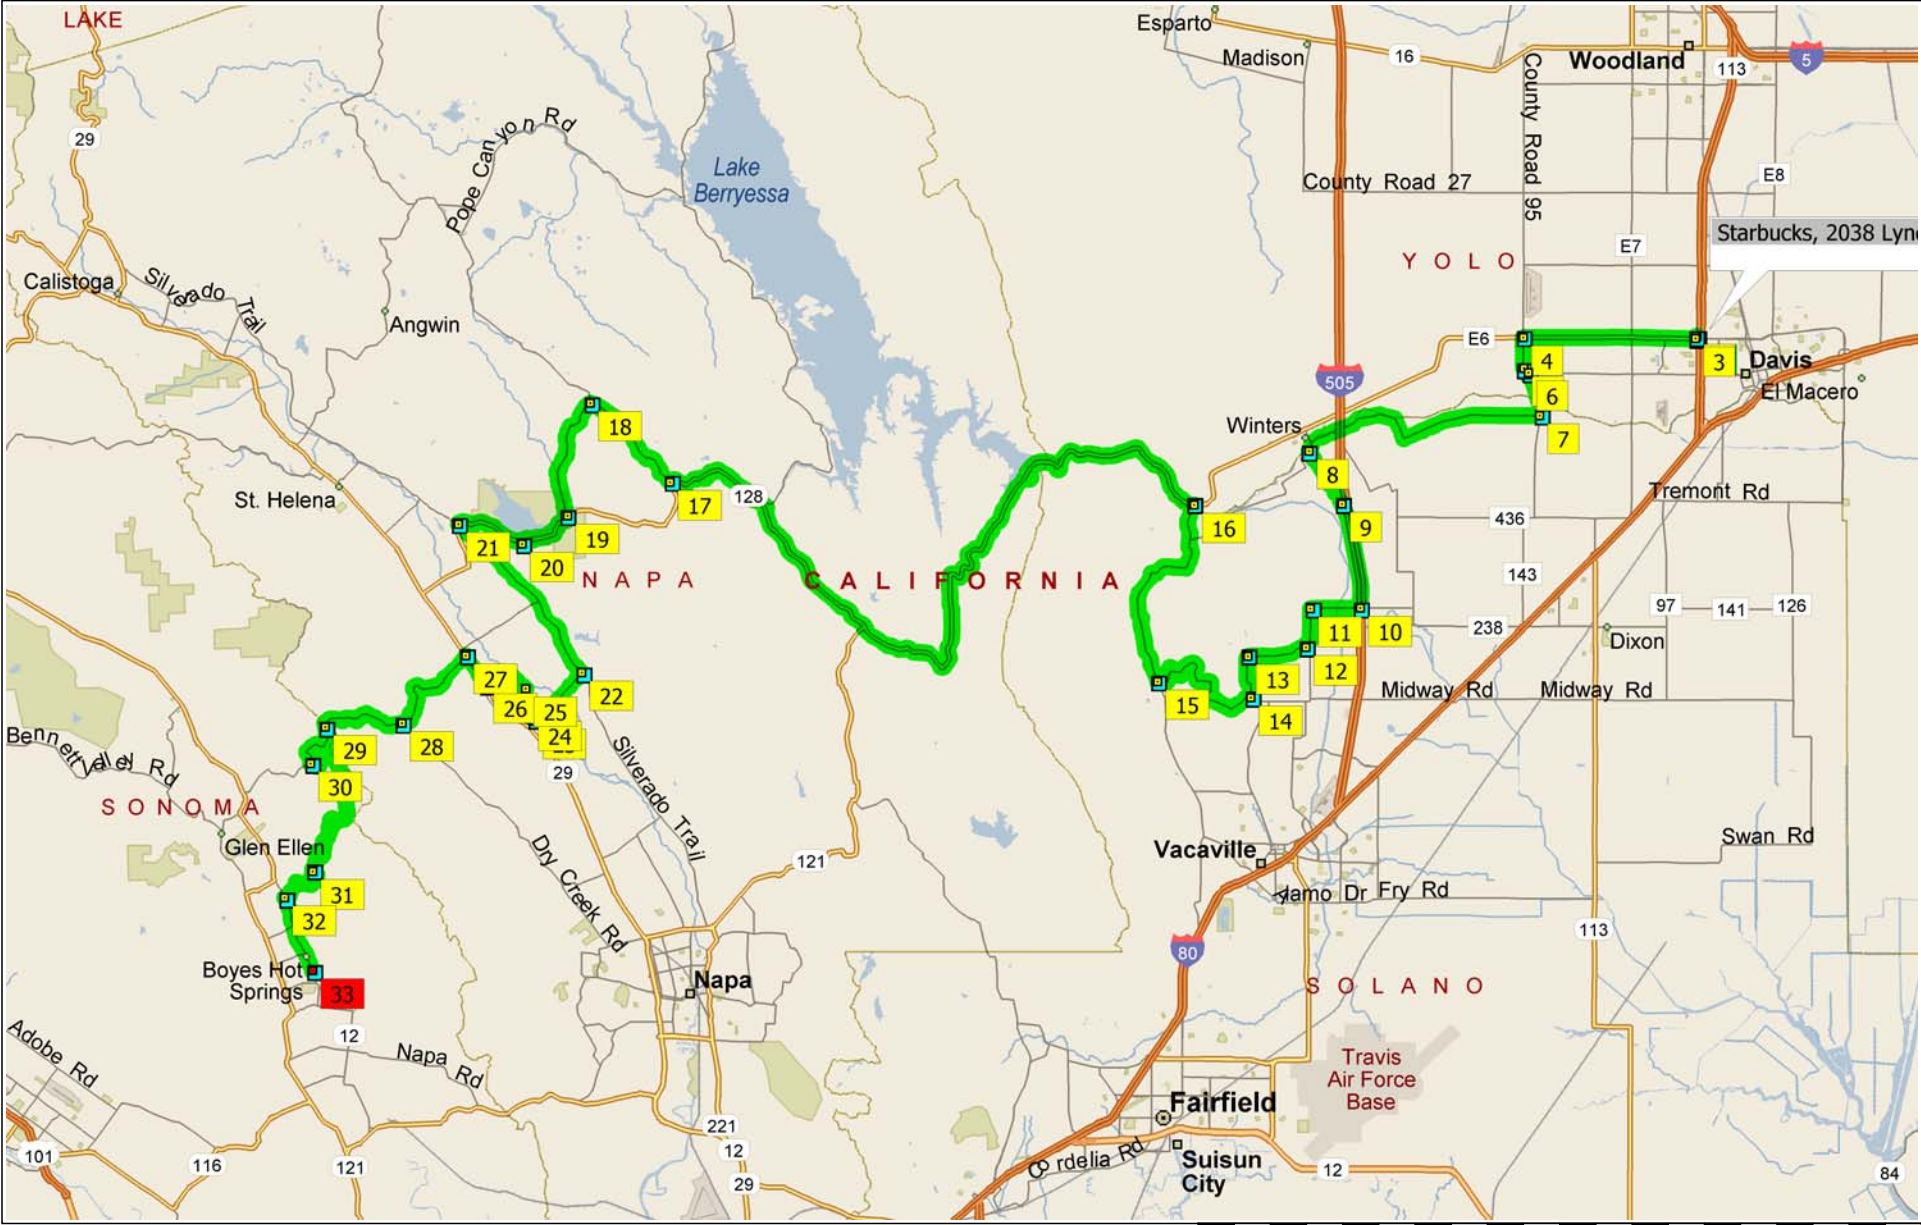 LAKE
Esparto
Madison
16
Woodland
113
5
29
Pope Canyon Rd
Lake
Berryessa
County Road 95
County Road 27
E8
E7
YOLO
Starbucks, 2038
Calistoga
Silverado Trail
Angwin
E6
4
3
Davis
El Macero
505
6
7
Winters
8
18
St. Helena
17
128
16
9
Tremont Rd
436
21
20
19
NAPA
CALIFORNIA
143
97
141
126
11
10
238
Dixon
12
13
14
15
Midway Rd
Midway Rd
27
26
25
24
22
29
28
Bennett Valley Rd
29
30
SONOMA
Glen Ellen
Silverado Trail
Dry Creek Rd
121
Vacaville
Alamo Dr
Fry Rd
Swan Rd
31
32
113
80
Boyes Hot
Springs
33
Napa
SOLANO
12
Napa Rd
Adobe Rd
Travis
Air Force
Base
Fairfield
221
12
29
Cordelia Rd
Suisun
City
12
101
116
121
84